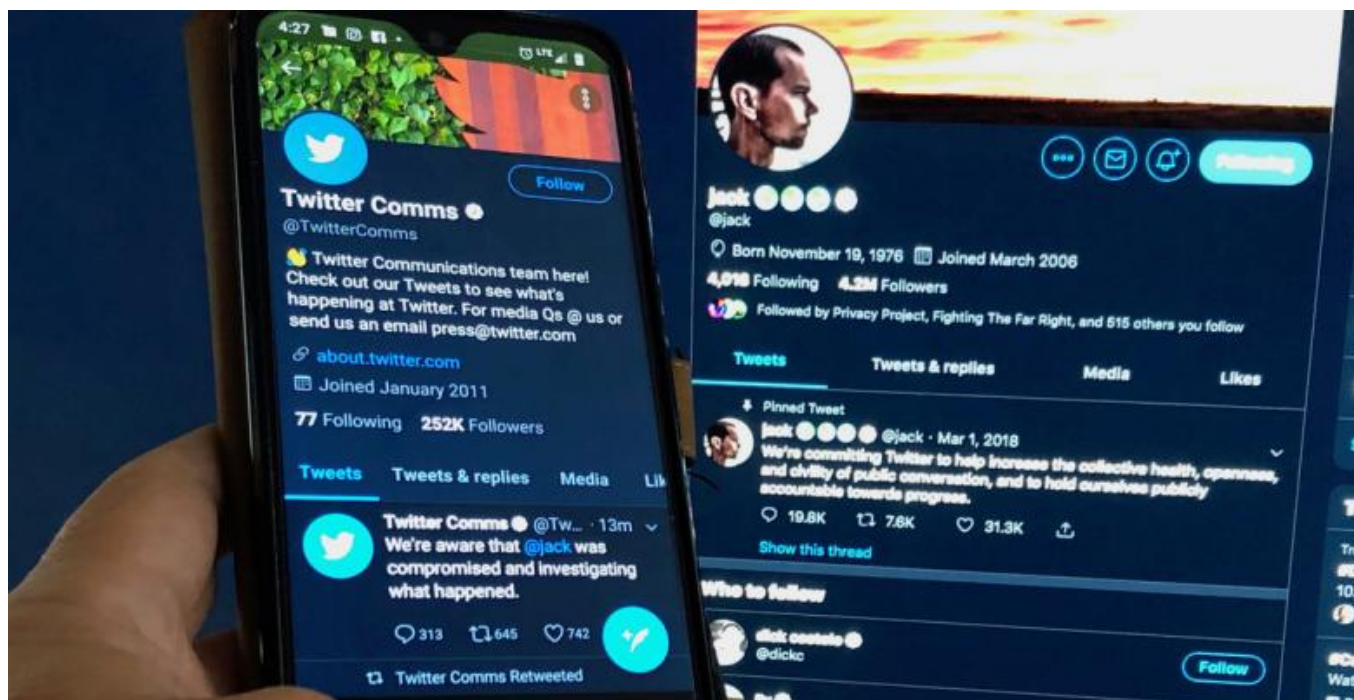 4:27
LTE
Follow
Twitter Comms
@TwitterComms
Twitter Communications team here!
Check out our Tweets to see what's
happening at Twitter. For media Qs @ us or
send us an email press@twitter.com
about.twitter.com
Joined January 2011
77 Following 252K Followers
Tweets Tweets & replies Media Lik
Twitter Comms @Tw... · 13m
We're aware that @jack was
compromised and investigating
what happened.
313 645 742
Twitter Comms Retweeted
Following
jack
@jack
Born November 19, 1976 Joined March 2006
4,016 Following 4.2M Followers
Followed by Privacy Project, Fighting The Far Right, and 515 others you follow
Tweets Tweets & replies Media Likes
Pinned Tweet
jack @jack · Mar 1, 2018
We're committing Twitter to help increase the collective health, openness,
and civility of public conversation, and to hold ourselves publicly
accountable towards progress.
19.8K 7.6K 31.3K
Show this thread
Who to follow
dick costolo
@dickc
Follow